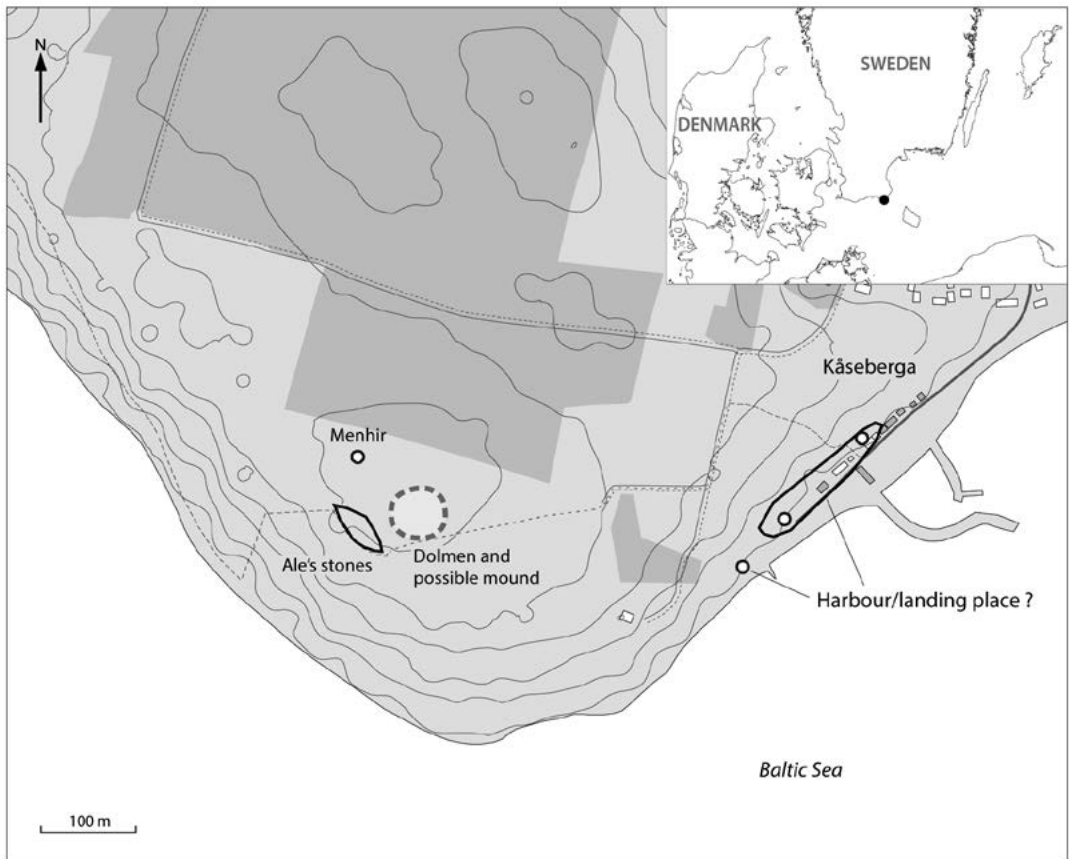 N
SWEDEN
DENMARK
Kåseberga
Menhir
Ale's stones
Dolmen and
possible mound
Harbour/landing place ?
Baltic Sea
100 m